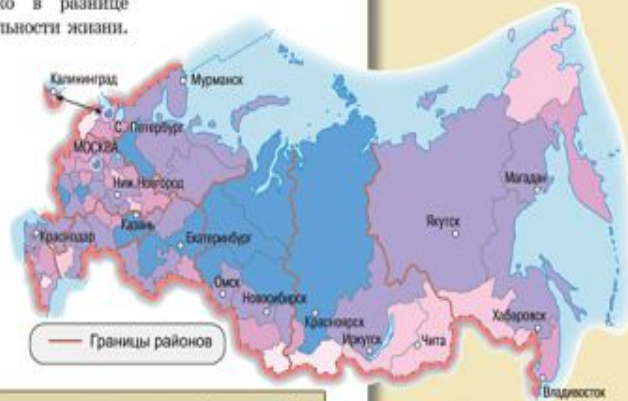 ко в разнице
льности жизни.
Калининград
Мурманск
С. Петербург
МОСКВА
Ниж. Новгород
Казань
Краснодар
Екатеринбург
Омск
Новосибирск
Красноярск
Иркутск
Чита
Якутск
Магадан
Хабаровск
Владивосток
Границы районов